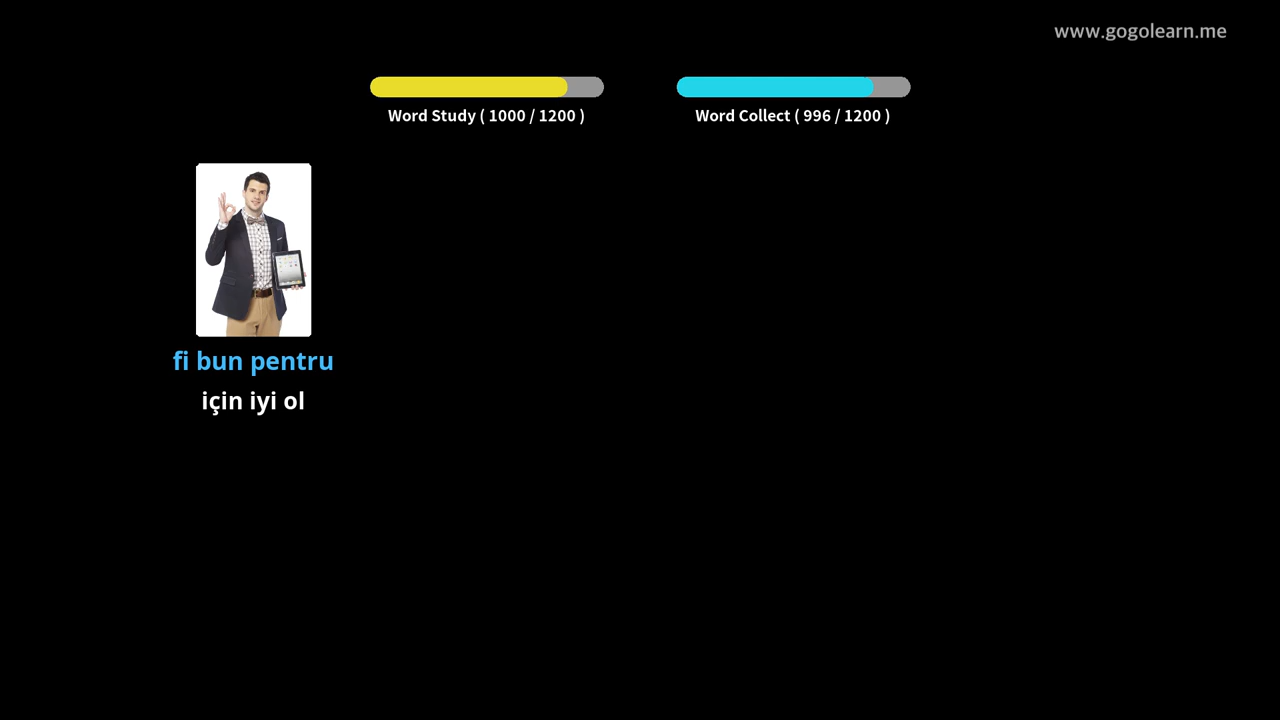 www.gogolearn.me
Word Study ( 1000 / 1200 )
Word Collect ( 996 / 1200 )
fi bun pentru
için iyi ol